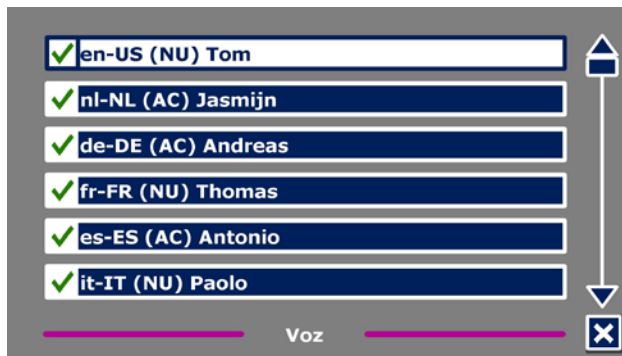 en-US (NU) Tom
nl-NL (AC) Jasmijn
de-DE (AC) Andreas
fr-FR (NU) Thomas
es-ES (AC) Antonio
it-IT (NU) Paolo
Voz